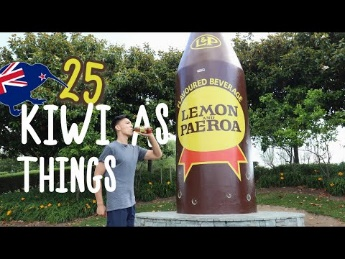 25
KIWI AS
THINGS
L&P
FLAVOURED BEVERAGE
LEMON
AND
PAEROA